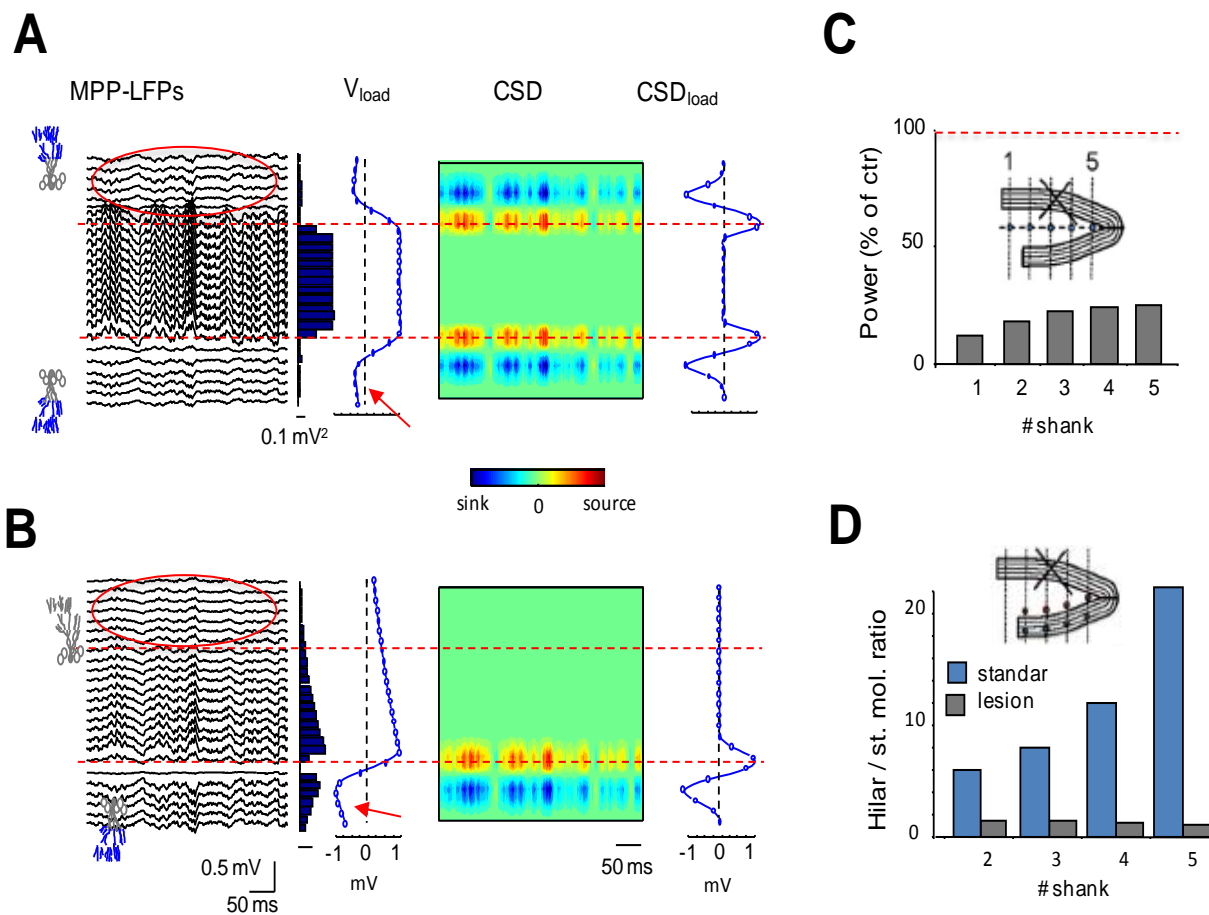 A
MPP-LFPs
Vload
CSD
CSDload
0.1 mV²
sink
0
source
B
0.5 mV
50 ms
-1
0
1
mV
50 ms
-1
0
1
mV
C
100
50
0
Power (% of ctr)
1
5
1
2
3
4
5
# shank
D
20
10
0
Hilar / st. mol. ratio
standar
lesion
2
3
4
5
# shank